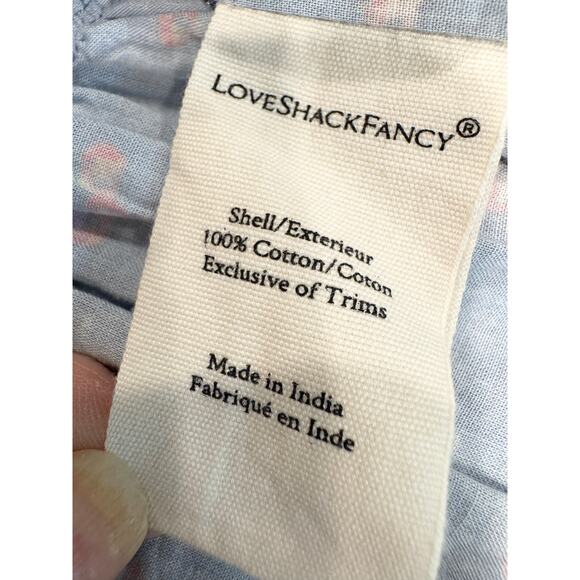 LOVESHACKFANCY®
Shell/Exterieur
100% Cotton/Coton
Exclusive of Trims
Made in India
Fabriqué en Inde